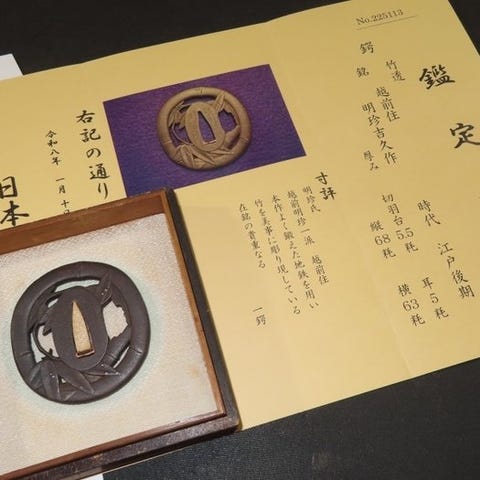 No.225113
鑑定
竹透
鍔 銘 越前住
明珍吉久作
時代 江戸後期
厚み 切羽台5.5粍 耳5粍
縦68粍 横63粍
寸評
明珍氏
越前明珍一派 越前住
本作よく鍛えた地鉄を用い
竹を美事に彫り現している
在銘の貴重なる 一鍔
右記の通り
令和八年 一月十日
日本